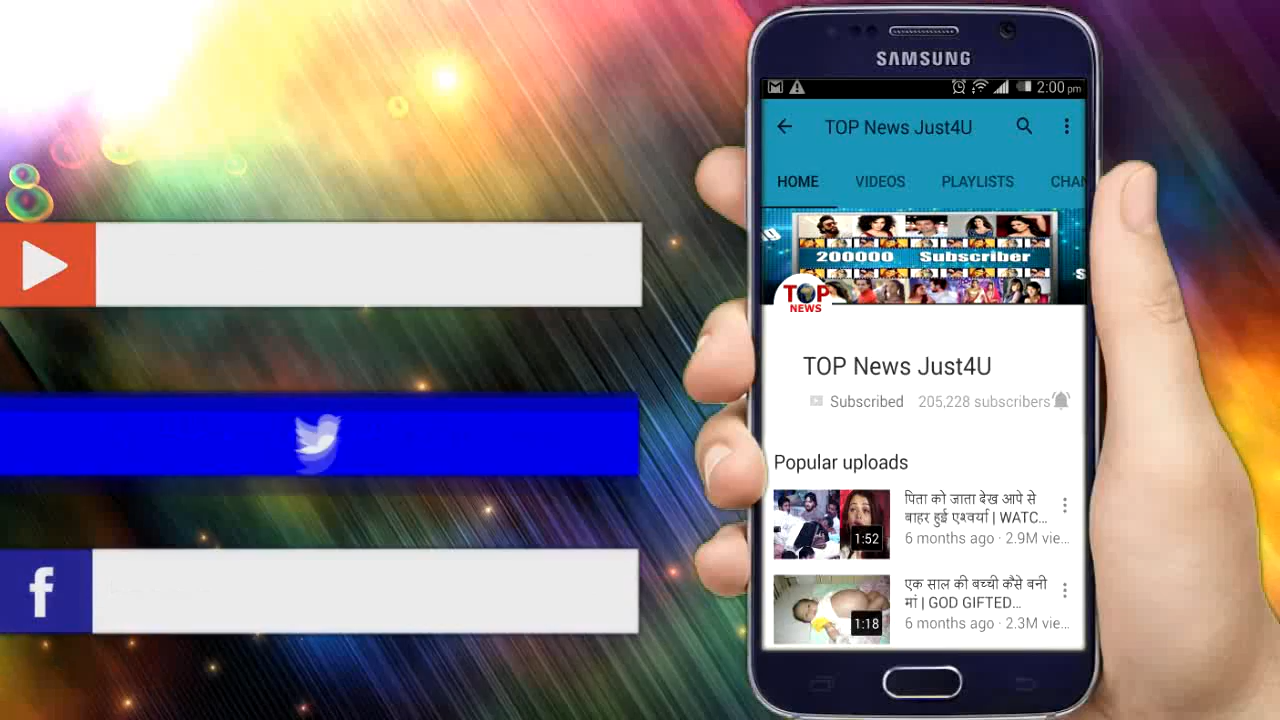 SAMSUNG
2:00 pm
TOP News Just4U
HOME VIDEOS PLAYLISTS CHAN
200000 Subscriber
TOP
NEWS
TOP News Just4U
Subscribed 205,228 subscribers
Popular uploads
पिता को जाता देख आपे से
बाहर हुई एश्वर्या | WATC...
6 months ago · 2.9M vie...
1:52
एक साल की बच्ची कैसे बनी
मां | GOD GIFTED...
6 months ago · 2.3M vie...
1:18